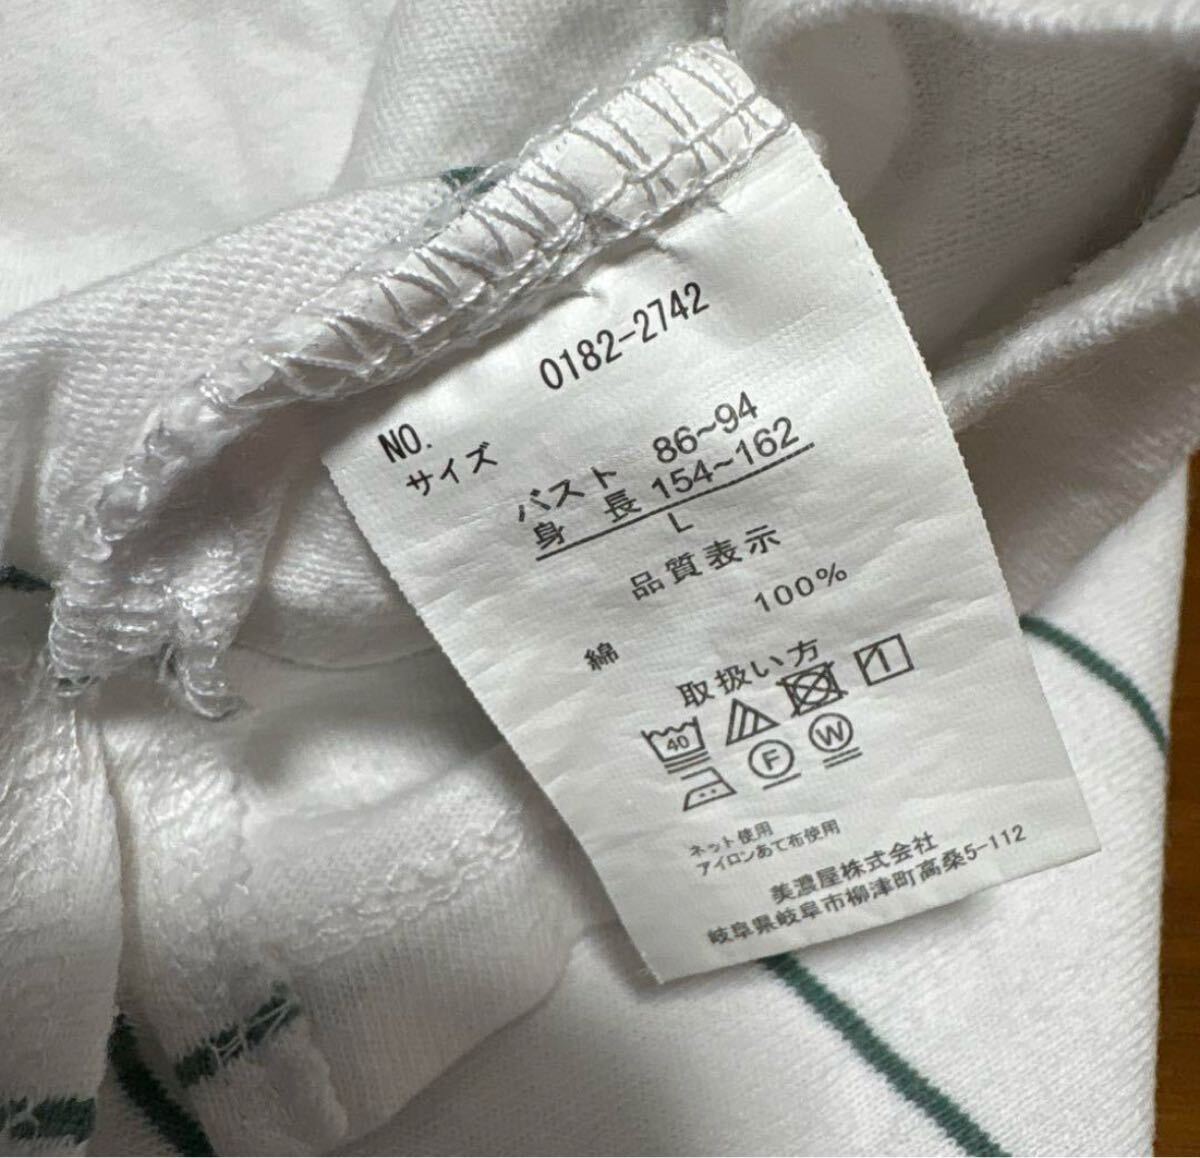 NO. 0182-2742
サイズ
バスト 86~94
身長 154~162
L
品質表示
綿 100%
取扱い方
40
F W
ネット使用
アイロンあて布使用
美濃屋株式会社
岐阜県岐阜市柳津町高桑5-112